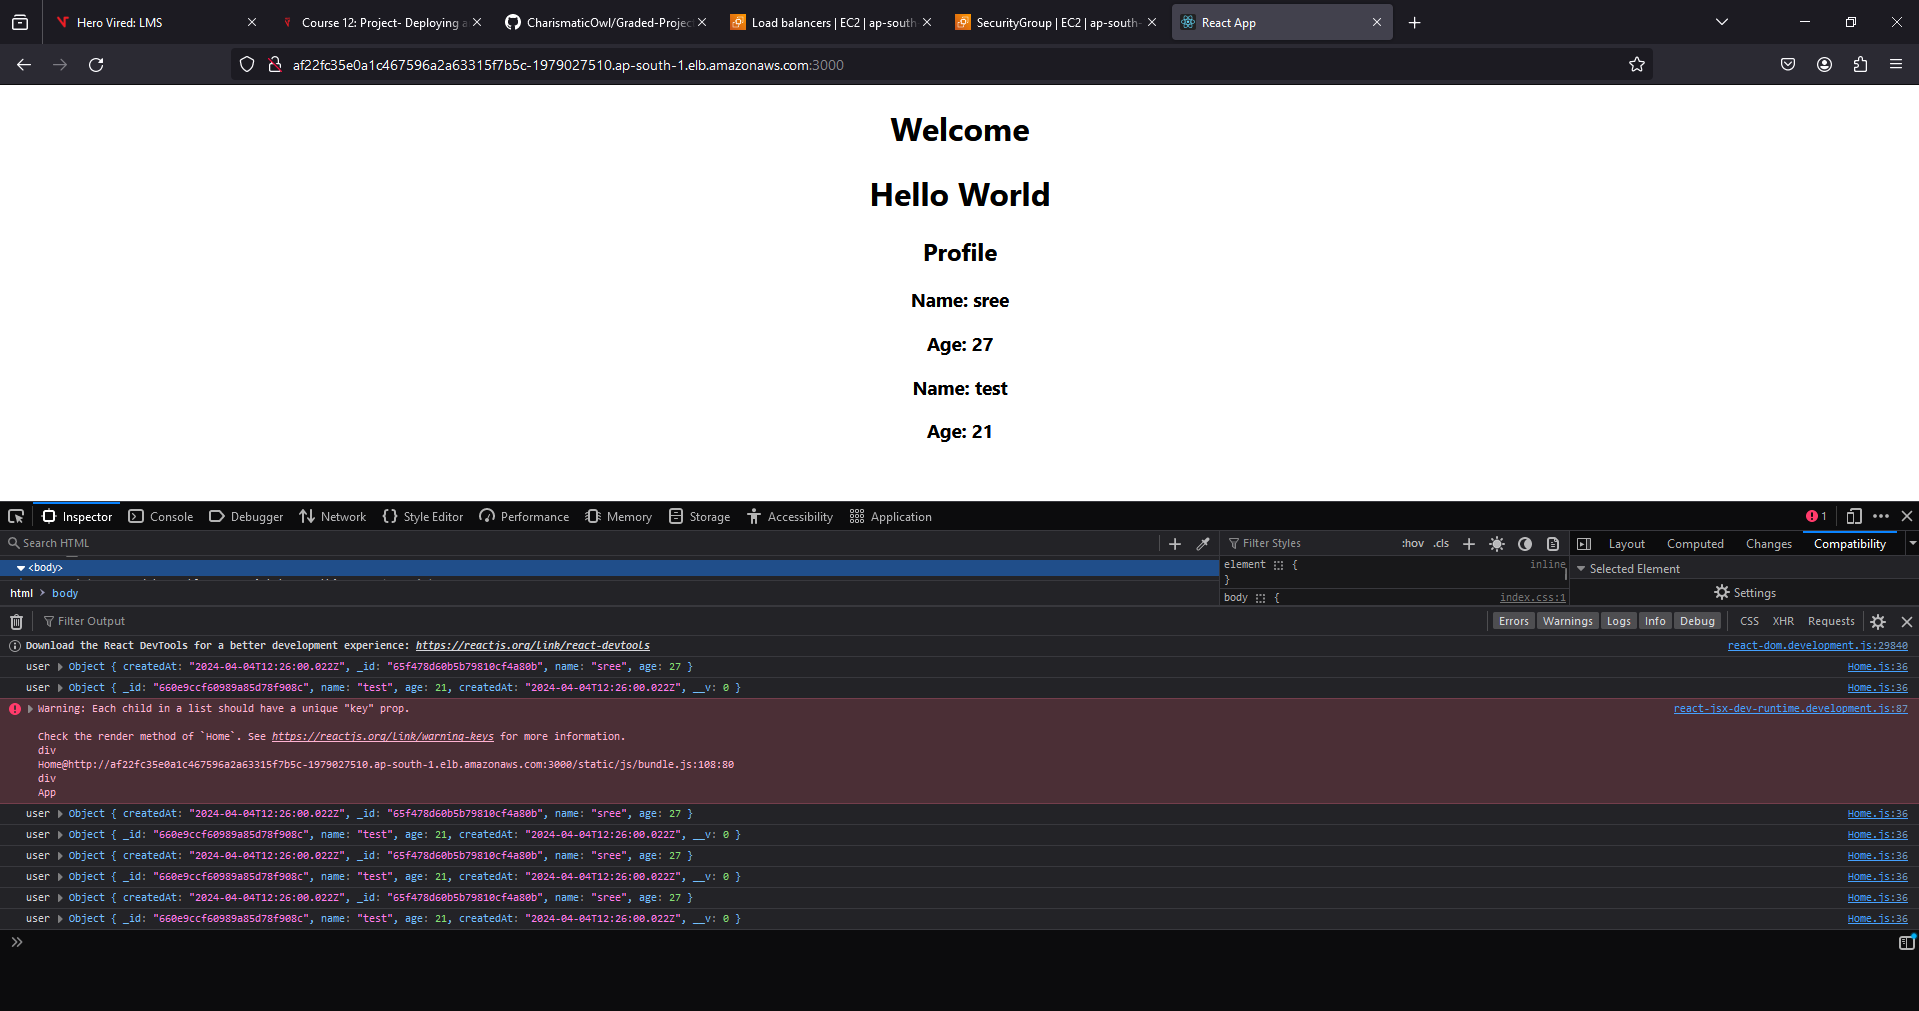 Hero Vired: LMS
Course 12: Project- Deploying a
CharismaticOwl/Graded-Projec
Load balancers | EC2 | ap-south
SecurityGroup | EC2 | ap-south-
React App
af22fc35e0a1c467596a2a63315f7b5c-1979027510.ap-south-1.elb.amazonaws.com:3000
Welcome
Hello World
Profile
Name: sree
Age: 27
Name: test
Age: 21
Inspector Console Debugger Network Style Editor Performance Memory Storage Accessibility Application 1
Search HTML
Filter Styles :hov .cls
Layout Computed Changes Compatibility
<body>
element { inline
}
body { index.css:1
Selected Element
Settings
html > body
Filter Output Errors Warnings Logs Info Debug CSS XHR Requests
Download the React DevTools for a better development experience: https://reactjs.org/link/react-devtools react-dom.development.js:29840
user Object { createdAt: "2024-04-04T12:26:00.022Z", _id: "65f478d60b5b79810cf4a80b", name: "sree", age: 27 } Home.js:36
user Object { _id: "660e9ccf60989a85d78f908c", name: "test", age: 21, createdAt: "2024-04-04T12:26:00.022Z", __v: 0 } Home.js:36
Warning: Each child in a list should have a unique "key" prop. react-jsx-dev-runtime.development.js:87
Check the render method of `Home`. See https://reactjs.org/link/warning-keys for more information.
div
Home@http://af22fc35e0a1c467596a2a63315f7b5c-1979027510.ap-south-1.elb.amazonaws.com:3000/static/js/bundle.js:108:80
div
App
user Object { createdAt: "2024-04-04T12:26:00.022Z", _id: "65f478d60b5b79810cf4a80b", name: "sree", age: 27 } Home.js:36
user Object { _id: "660e9ccf60989a85d78f908c", name: "test", age: 21, createdAt: "2024-04-04T12:26:00.022Z", __v: 0 } Home.js:36
user Object { createdAt: "2024-04-04T12:26:00.022Z", _id: "65f478d60b5b79810cf4a80b", name: "sree", age: 27 } Home.js:36
user Object { _id: "660e9ccf60989a85d78f908c", name: "test", age: 21, createdAt: "2024-04-04T12:26:00.022Z", __v: 0 } Home.js:36
user Object { createdAt: "2024-04-04T12:26:00.022Z", _id: "65f478d60b5b79810cf4a80b", name: "sree", age: 27 } Home.js:36
user Object { _id: "660e9ccf60989a85d78f908c", name: "test", age: 21, createdAt: "2024-04-04T12:26:00.022Z", __v: 0 } Home.js:36